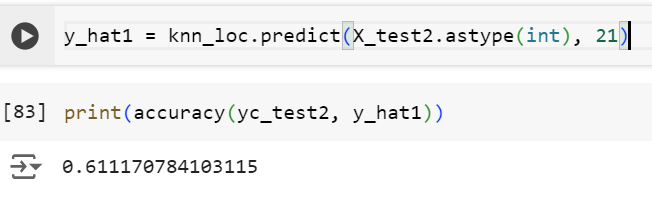 y_hat1 = knn_loc.predict(X_test2.astype(int), 21)
[83] print(accuracy(yc_test2, y_hat1))
0.611170784103115